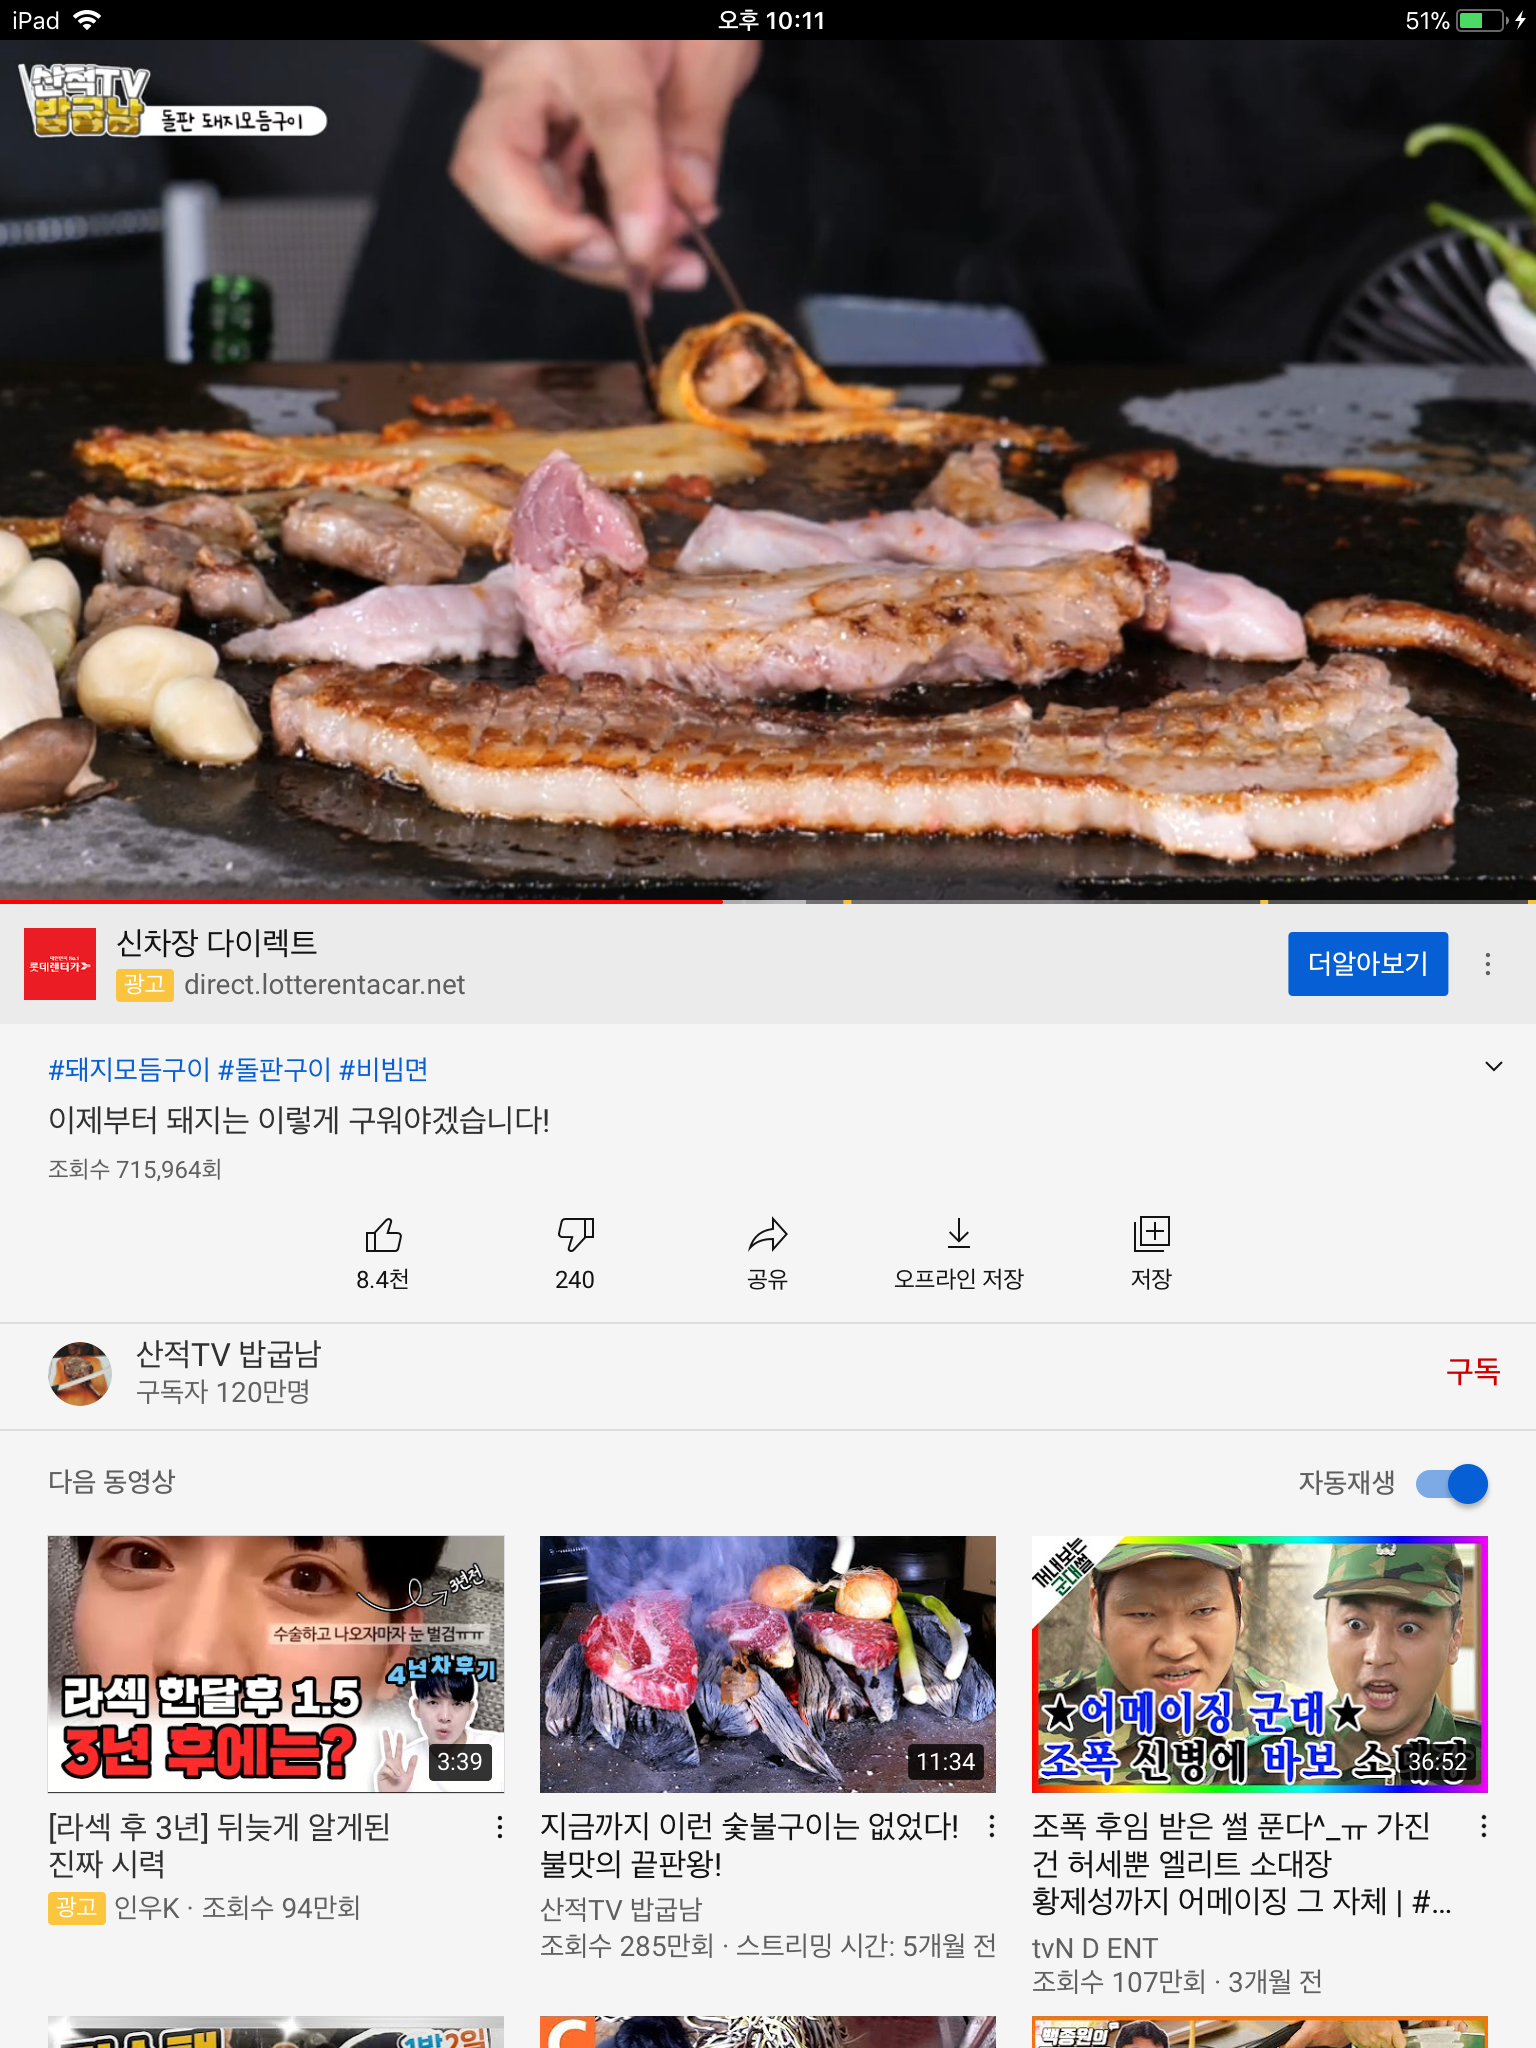 iPad
오후 10:11
51%
산적TV
밥굽남
돌판 돼지모듬구이
신차장 다이렉트
롯데렌터카
광고 direct.lotterentacar.net
더알아보기
#돼지모듬구이 #돌판구이 #비빔면
이제부터 돼지는 이렇게 구워야겠습니다!
조회수 715,964회
8.4천
240
공유
오프라인 저장
저장
산적TV 밥굽남
구독자 120만명
구독
다음 동영상
자동재생
3년전
수술하고 나오자마자 눈 벌겅ㅠㅠ
4년차 후기
라섹 한달후 1.5
3년 후에는?
3:39
[라섹 후 3년] 뒤늦게 알게된
진짜 시력
광고 인우K · 조회수 94만회
11:34
지금까지 이런 숯불구이는 없었다!
불맛의 끝판왕!
산적TV 밥굽남
조회수 285만회 · 스트리밍 시간: 5개월 전
꺼내보는
군대썰
★어메이징 군대★
조폭 신병에 바보
36:52
조폭 후임 받은 썰 푼다^_ㅠ 가진
건 허세뿐 엘리트 소대장
황제성까지 어메이징 그 자체 | #...
tvN D ENT
조회수 107만회 · 3개월 전
1박2일
백종원의